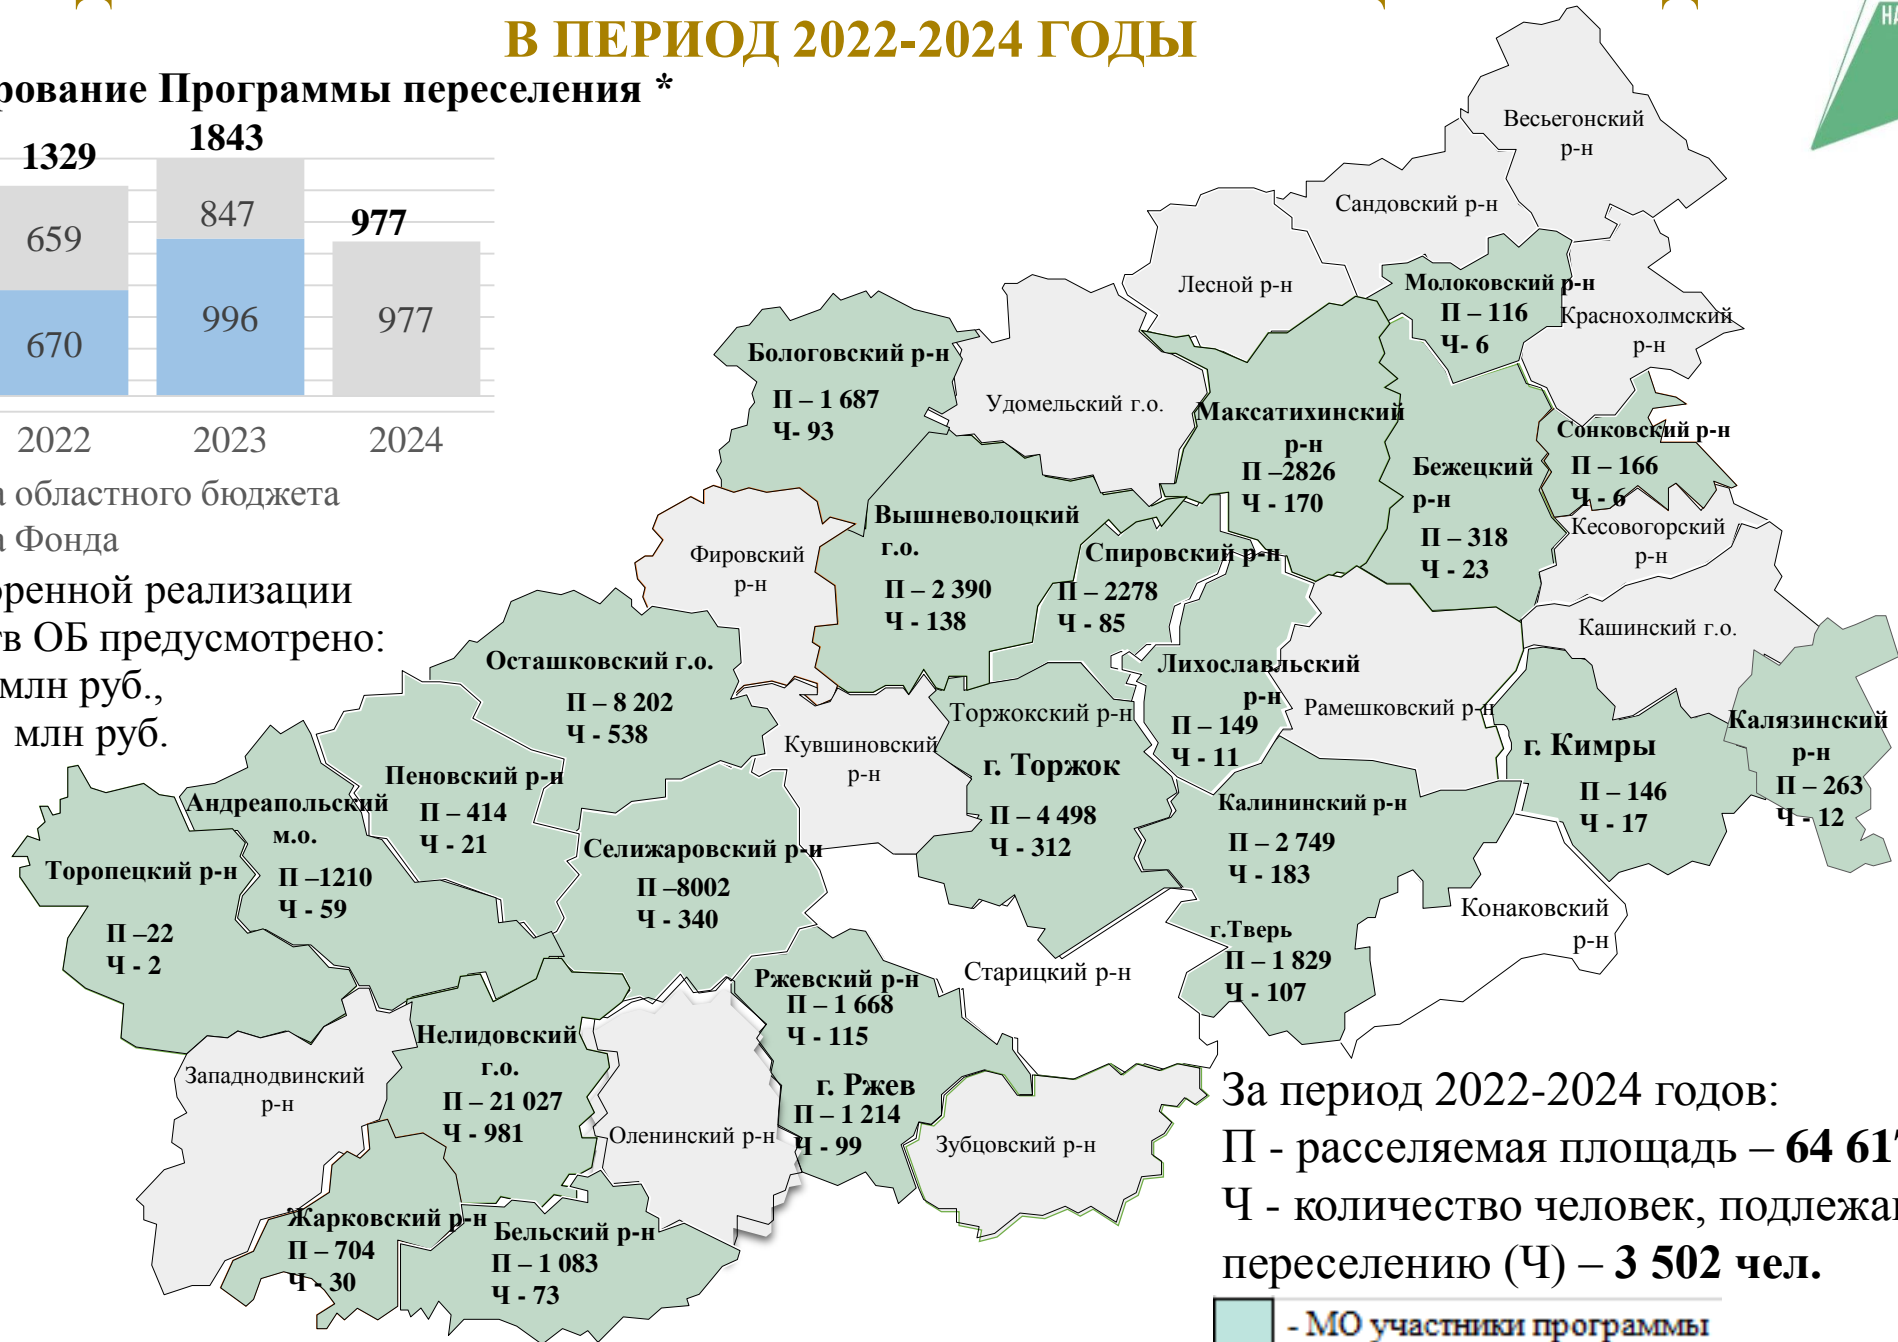 В ПЕРИОД 2022-2024 ГОДЫ
Программы переселения *
1329
1843
977
659
847
977
670
996
2022
2023
2024
областного бюджета
Фонда
реализации
ОБ предусмотрено:
млн руб.,
млн руб.
Весьегонский
р-н
Сандовский р-н
Лесной р-н
Молоковский р-н
П – 116
Ч- 6
Краснохолмский
р-н
Бологовский р-н
П – 1 687
Ч- 93
Удомельский г.о.
Максатихинский
р-н
П –2826
Ч - 170
Бежецкий
р-н
П – 318
Ч - 23
Сонковский р-н
П – 166
Ч - 6
Кесовогорский
р-н
Кашинский г.о.
Вышневолоцкий
г.о.
П – 2 390
Ч - 138
Спировский р-н
П – 2278
Ч - 85
Фировский
р-н
Осташковский г.о.
П – 8 202
Ч - 538
Лихославльский
р-н
П – 149
Ч - 11
Рамешковский р-н
Торжокский р-н
г. Торжок
П – 4 498
Ч - 312
Кувшиновский
р-н
г. Кимры
П – 146
Ч - 17
Калязинский
р-н
П – 263
Ч - 12
Пеновский р-н
П – 414
Ч - 21
Андреапольский
м.о.
П –1210
Ч - 59
Торопецкий р-н
П –22
Ч - 2
Селижаровский р-н
П –8002
Ч - 340
Калининский р-н
П – 2 749
Ч - 183
г.Тверь
П – 1 829
Ч - 107
Конаковский
р-н
Старицкий р-н
Ржевский р-н
П – 1 668
Ч - 115
г. Ржев
П – 1 214
Ч - 99
Нелидовский
г.о.
П – 21 027
Ч - 981
Западнодвинский
р-н
Оленинский р-н
Зубцовский р-н
Жарковский р-н
П – 704
Ч - 30
Бельский р-н
П – 1 083
Ч - 73
За период 2022-2024 годов:
П - расселяемая площадь – 64 61
Ч - количество человек,
переселению (Ч) – 3 502 чел.
- МО участники программы